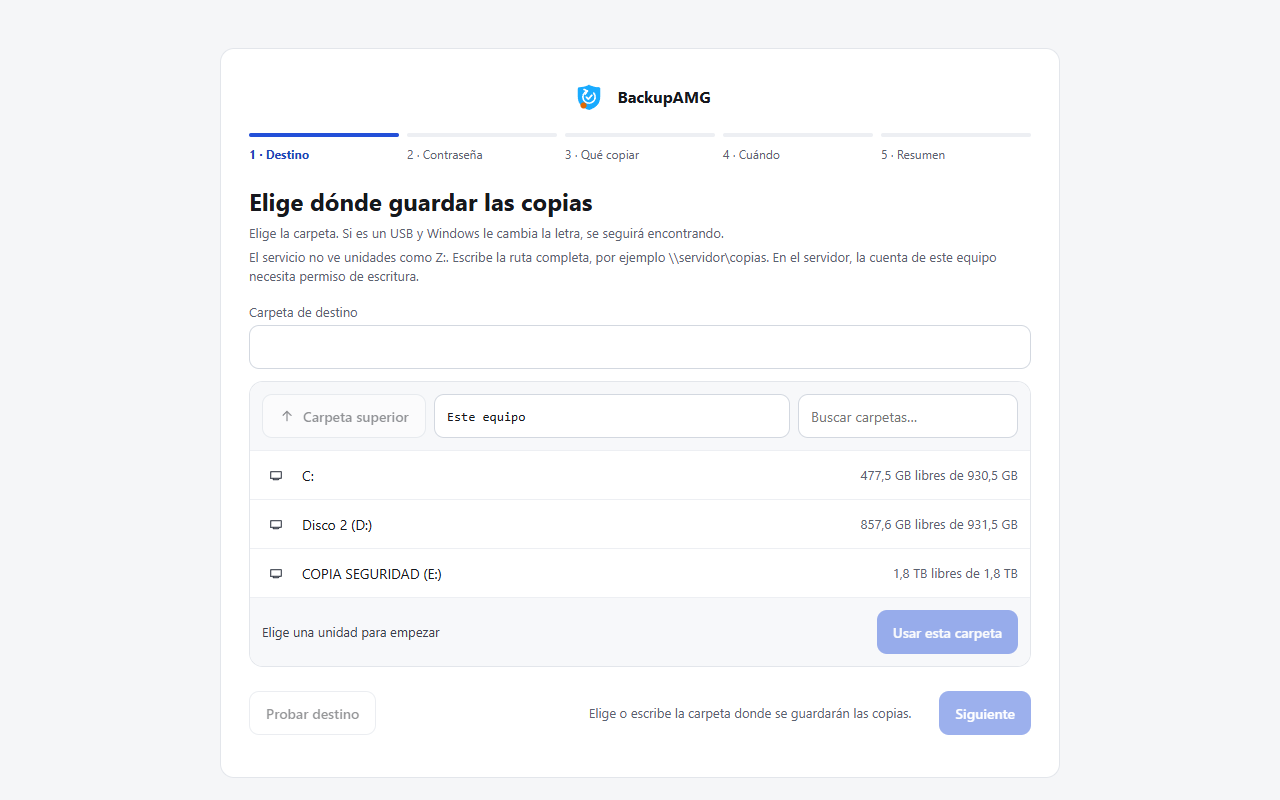 BackupAMG
1 · Destino
2 · Contraseña
3 · Qué copiar
4 · Cuándo
5 · Resumen
Elige dónde guardar las copias
Elige la carpeta. Si es un USB y Windows le cambia la letra, se seguirá encontrando.
El servicio no ve unidades como Z:. Escribe la ruta completa, por ejemplo \\servidor\copias. En el servidor, la cuenta de este equipo
necesita permiso de escritura.
Carpeta de destino
Carpeta superior
Este equipo
Buscar carpetas...
C:
477,5 GB libres de 930,5 GB
Disco 2 (D:)
857,6 GB libres de 931,5 GB
COPIA SEGURIDAD (E:)
1,8 TB libres de 1,8 TB
Elige una unidad para empezar
Usar esta carpeta
Probar destino
Elige o escribe la carpeta donde se guardarán las copias.
Siguiente